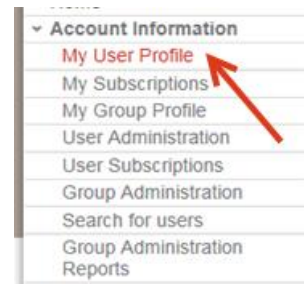 Account Information
My User Profile
My Subscriptions
My Group Profile
User Administration
User Subscriptions
Group Administration
Search for users
Group Administration
Reports